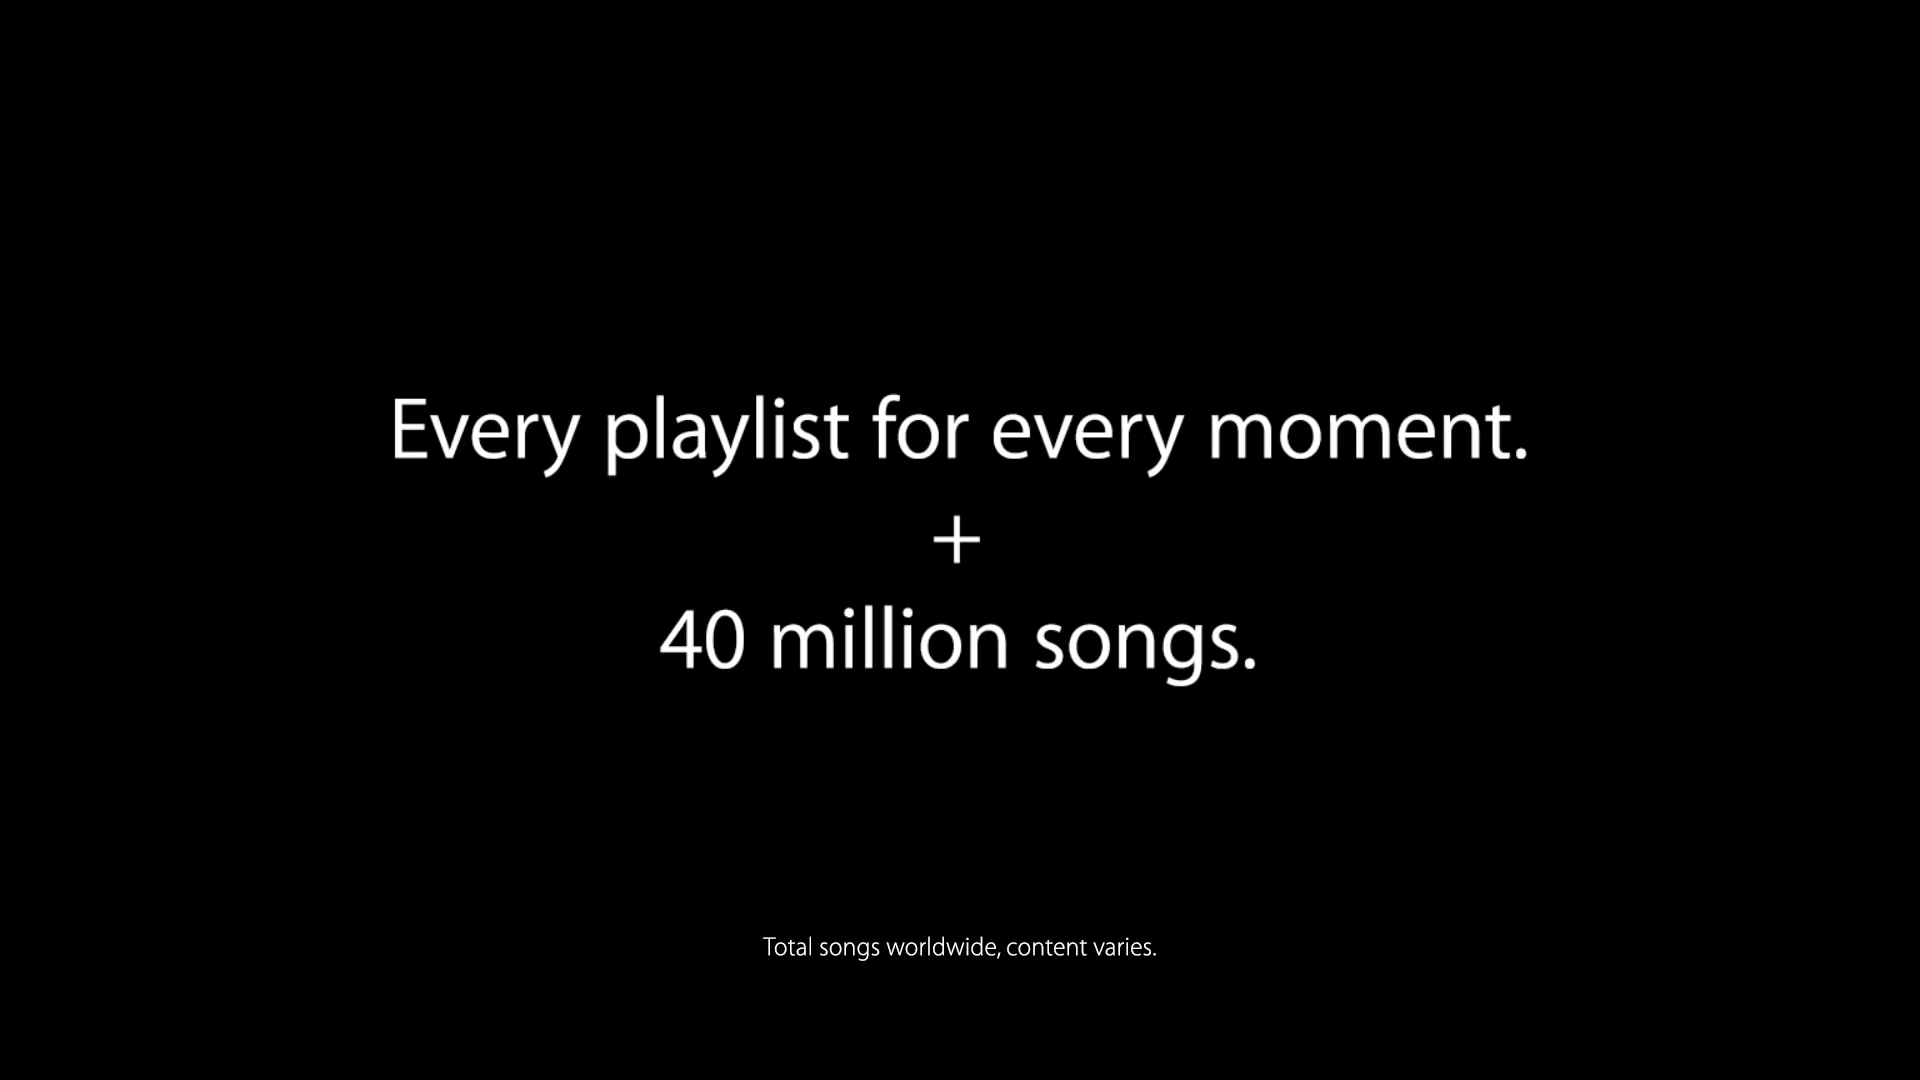 Every playlist for every moment.
+
40 million songs.
Total songs worldwide, content varies.